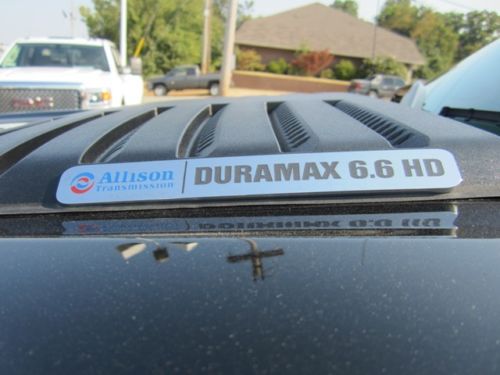 Allison
Transmission
DURAMAX 6.6 HD